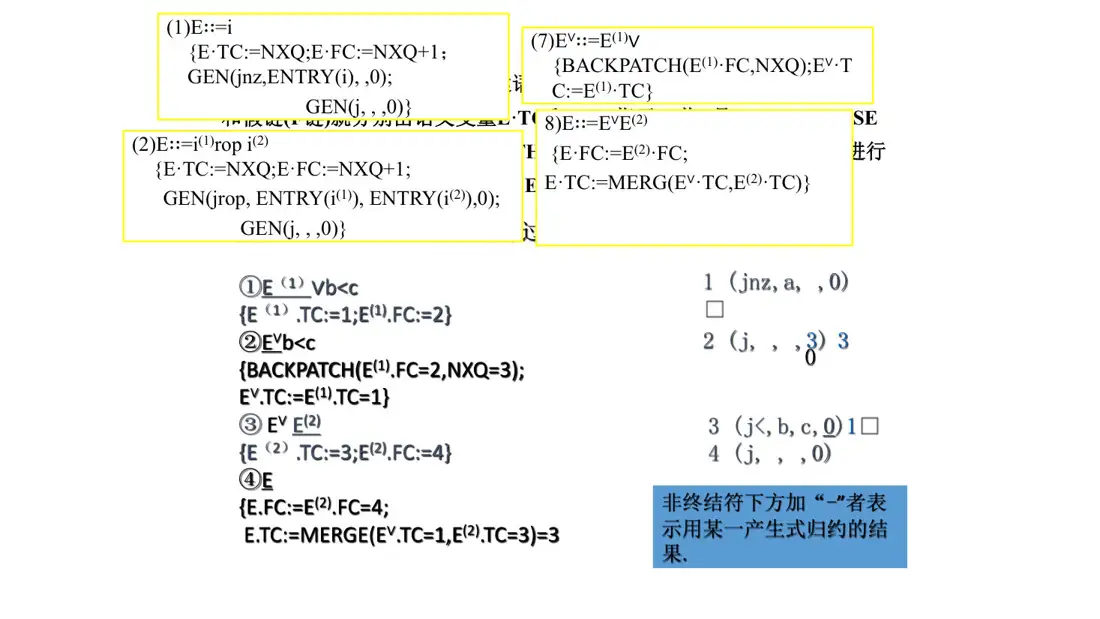 (1)E::=i
{E·TC:=NXQ;E·FC:=NXQ+1;
GEN(jnz,ENTRY(i), ,0);
GEN(j, , ,0)}
(7)E^∨::=E^(1)∨
{BACKPATCH(E^(1)·FC,NXQ);E^∨·T
C:=E^(1)·TC}
SE
(2)E::=i^(1)rop i^(2)
{E·TC:=NXQ;E·FC:=NXQ+1;
GEN(jrop, ENTRY(i^(1)), ENTRY(i^(2)),0);
GEN(j, , ,0)}
8)E::=E^∨E^(2)
{E·FC:=E^(2)·FC;
E·TC:=MERG(E^∨·TC,E^(2)·TC)}
进行
①E^(1) ∨b<c
{E^(1).TC:=1;E^(1).FC:=2}
②E^∨b<c
{BACKPATCH(E^(1).FC=2,NXQ=3);
E^∨.TC:=E^(1).TC=1}
③ E^∨ E^(2)
{E^(2).TC:=3;E^(2).FC:=4}
④E
{E.FC:=E^(2).FC=4;
E.TC:=MERGE(E^∨.TC=1,E^(2).TC=3)=3
1 (jnz,a, ,0)
□
2 (j, , ,3) 3
0
3 (j<,b,c,0)1□
4 (j, , ,0)
非终结符下方加“-”者表
示用某一产生式归约的结
果.